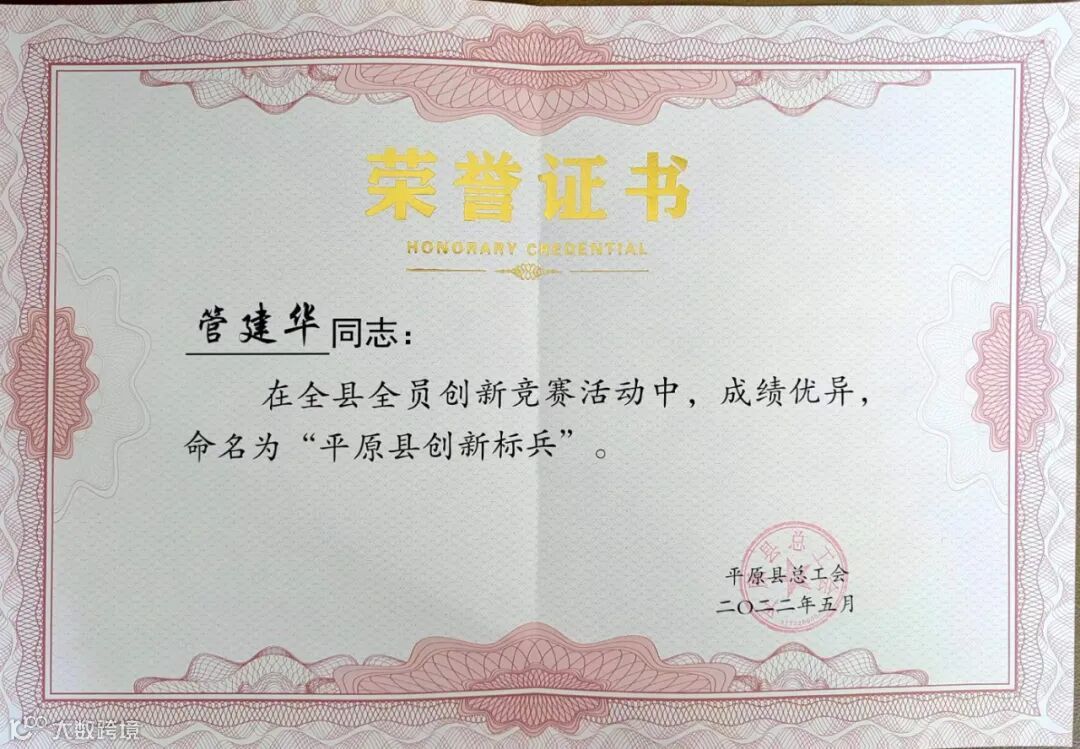 荣誉证书
HONORARY CREDENTIAL
管建华同志：
在全县全员创新竞赛活动中，成绩优异，
命名为“平原县创新标兵”。
平原县总工会
二〇二二年五月
大数跨境